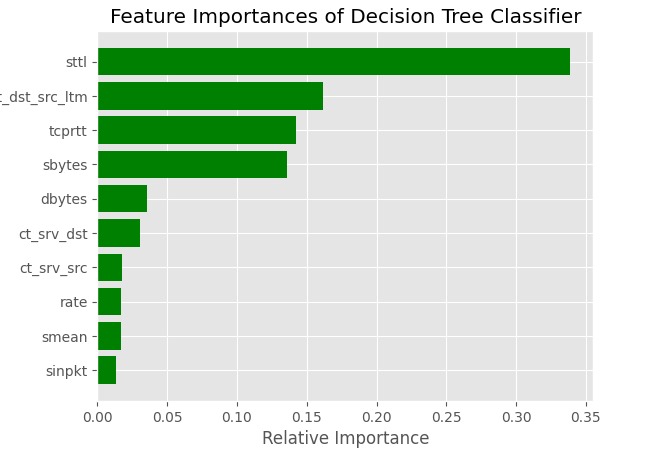 Feature Importances of Decision Tree Classifier
sttl
t_dst_src_ltm
tcprtt
sbytes
dbytes
ct_srv_dst
ct_srv_src
rate
smean
sinpkt
0.00 0.05 0.10 0.15 0.20 0.25 0.30 0.35
Relative Importance